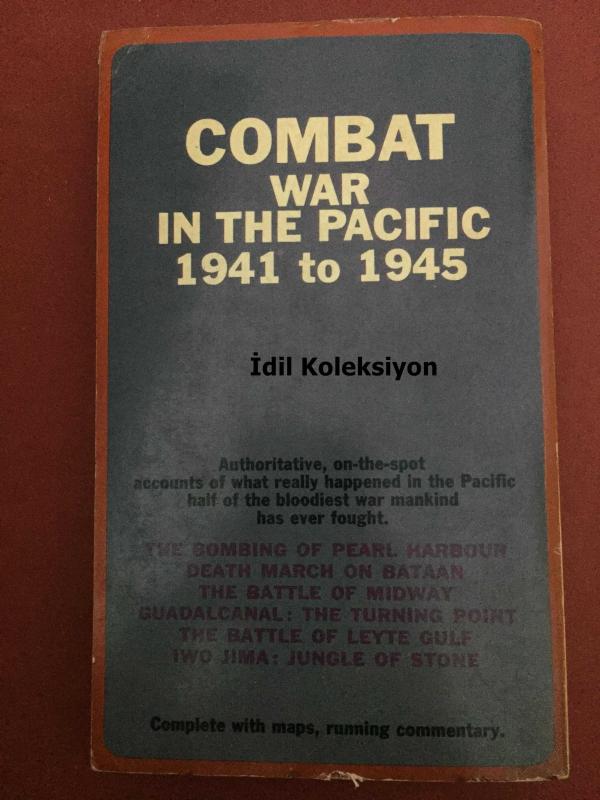 COMBAT
WAR
IN THE PACIFIC
1941 to 1945
İdil Koleksiyon
Authoritative, on-the-spot
accounts of what really happened in the Pacific
half of the bloodiest war mankind
has ever fought.
THE BOMBING OF PEARL HARBOUR
DEATH MARCH ON BATAAN
THE BATTLE OF MIDWAY
GUADALCANAL: THE TURNING POINT
THE BATTLE OF LEYTE GULF
IWO JIMA: JUNGLE OF STONE
Complete with maps, running commentary.